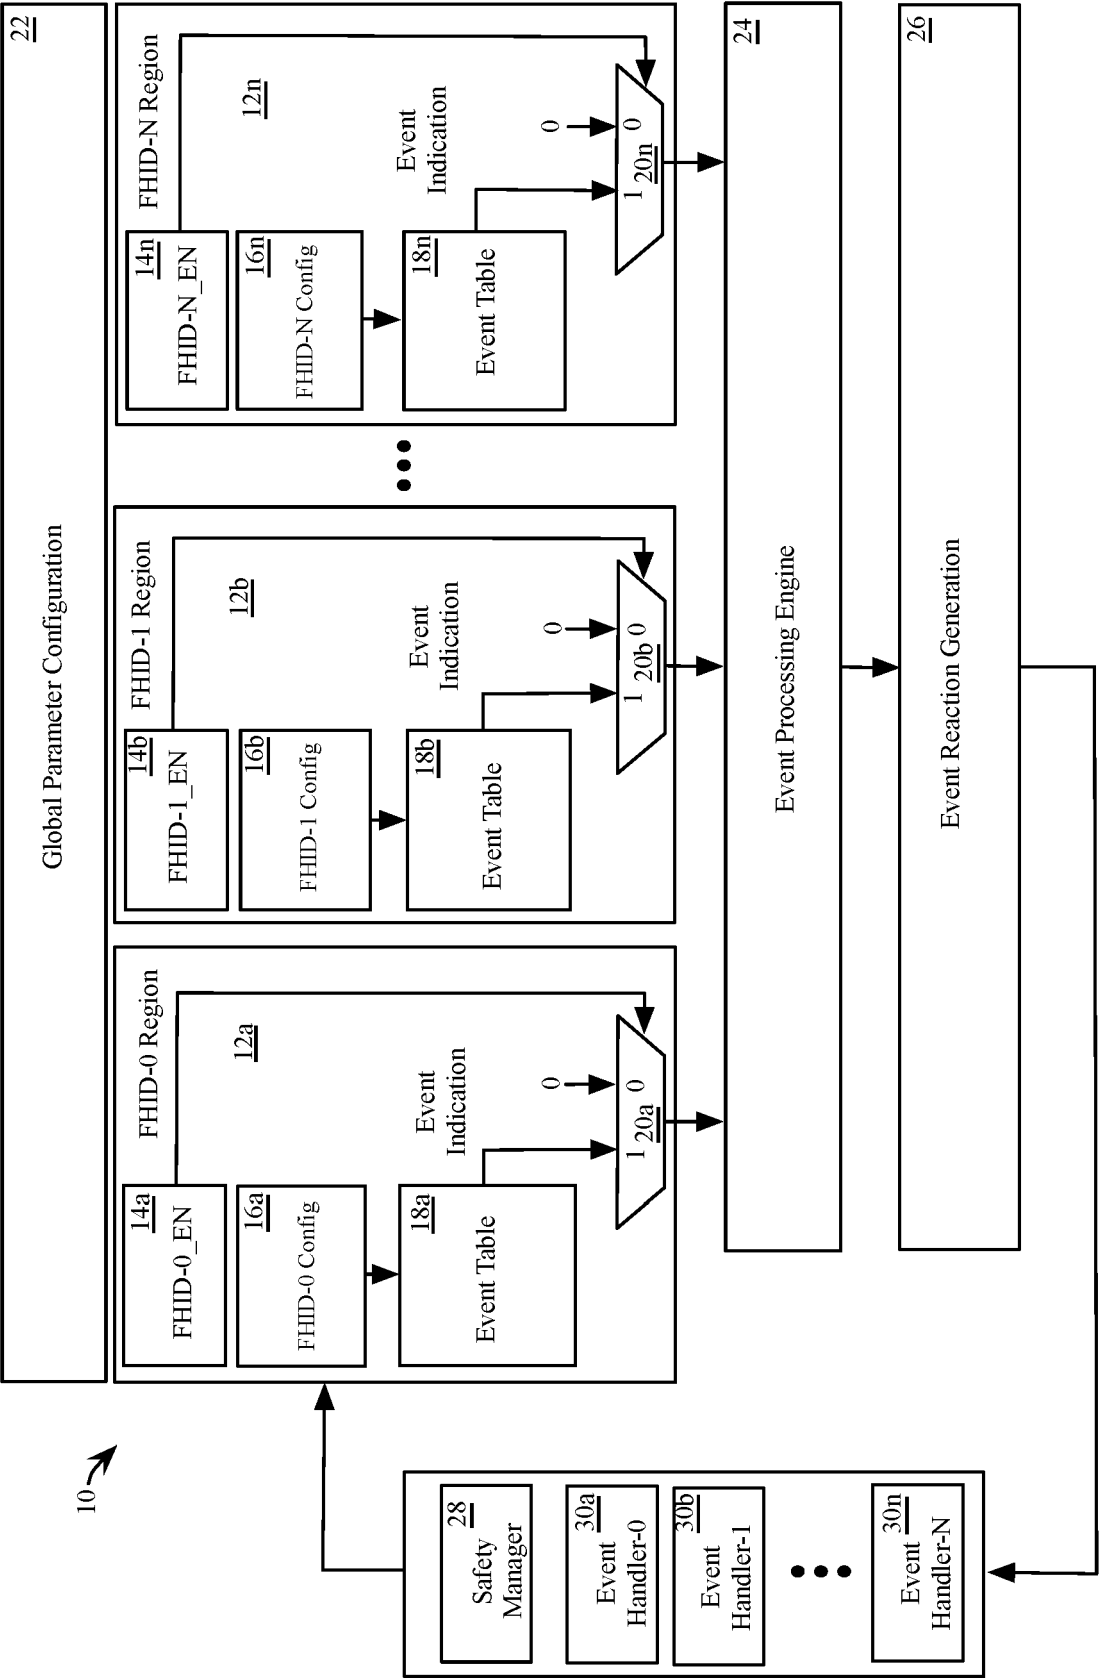 10
Global Parameter Configuration
22
FHID-0 Region
12a
14a
FHID-0_EN
16a
FHID-0 Config
18a
Event Table
Event
Indication
0
1 0
20a
FHID-1 Region
12b
14b
FHID-1_EN
16b
FHID-1 Config
18b
Event Table
Event
Indication
0
1 0
20b
FHID-N Region
12n
14n
FHID-N_EN
16n
FHID-N Config
18n
Event Table
Event
Indication
0
1 0
20n
Event Processing Engine
24
Event Reaction Generation
26
28
Safety
Manager
30a
Event
Handler-0
30b
Event
Handler-1
30n
Event
Handler-N